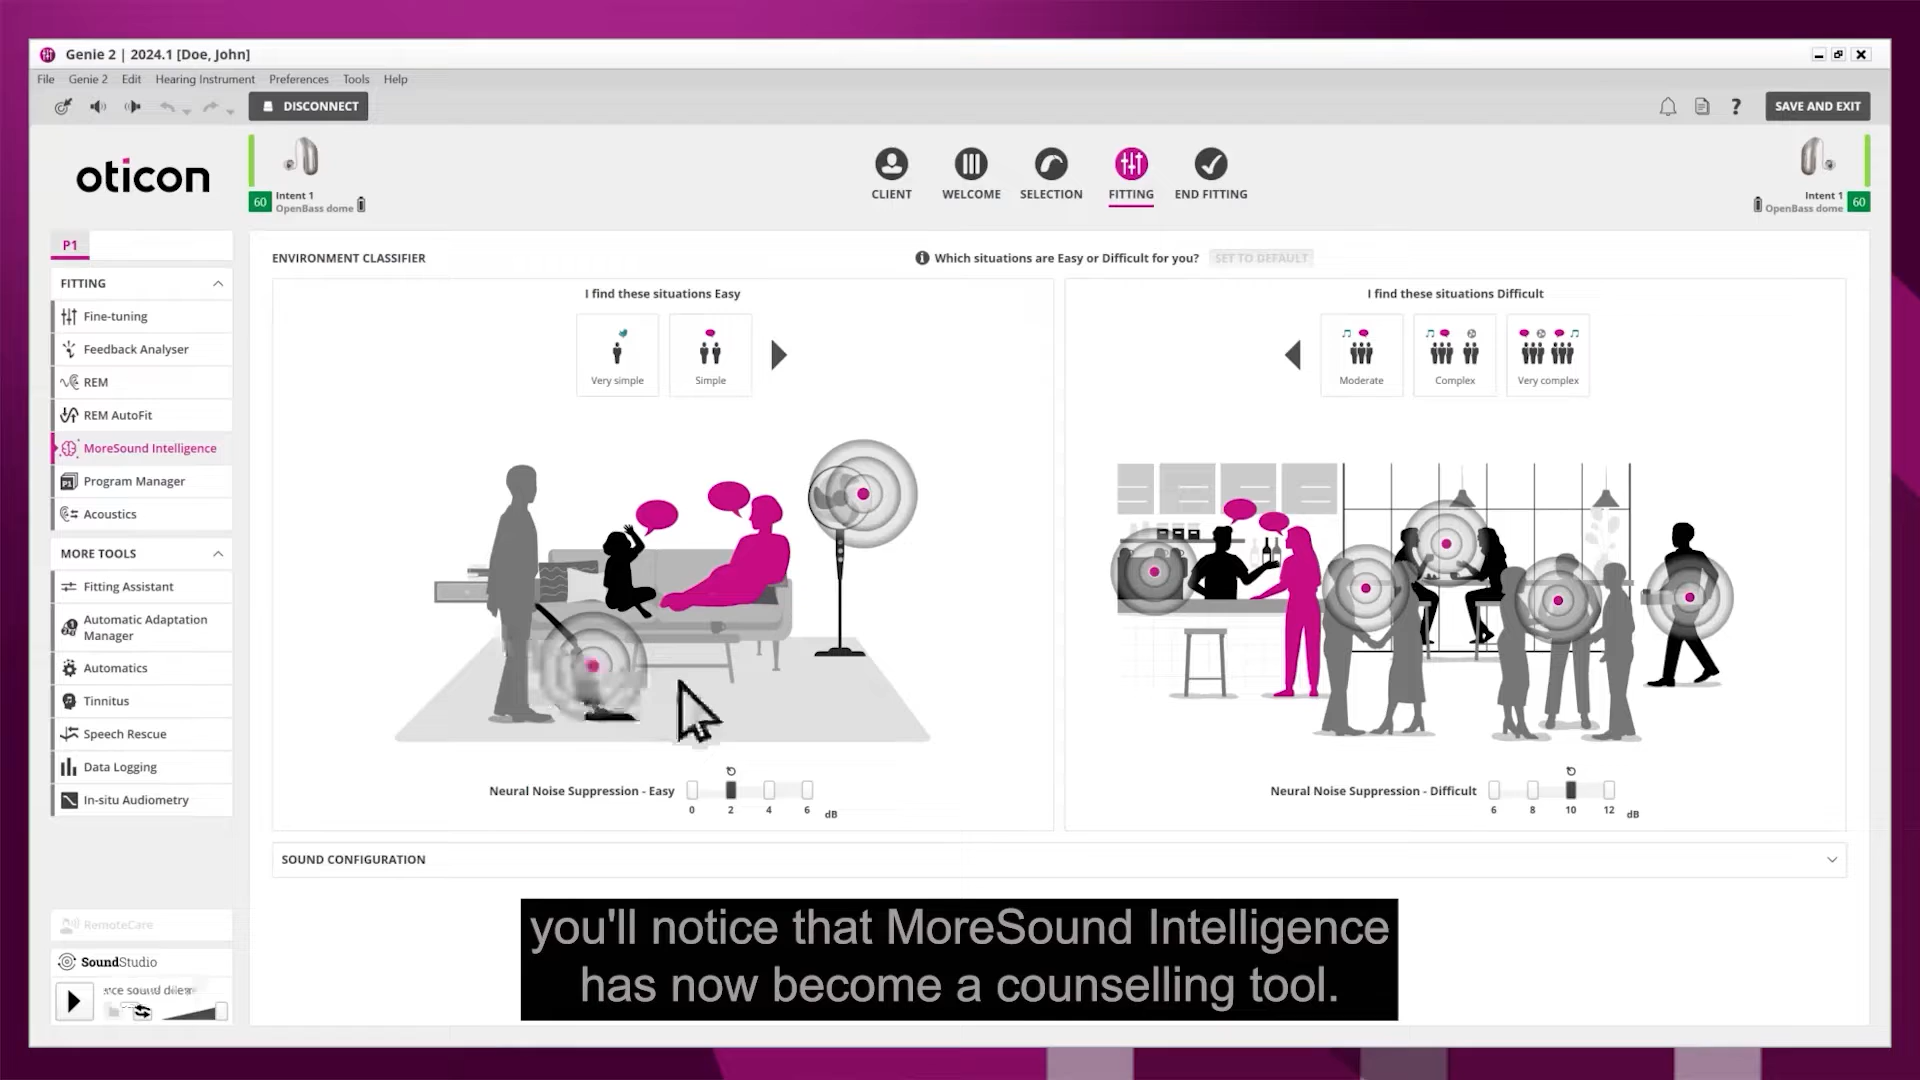 Genie 2 | 2024.1 [Doe, John]
File Genie 2 Edit Hearing Instrument Preferences Tools Help
DISCONNECT
? SAVE AND EXIT
oticon
60 Intent 1
OpenBass dome
CLIENT WELCOME SELECTION FITTING END FITTING
Intent 1 60
OpenBass dome
P1
FITTING
Fine-tuning
Feedback Analyser
REM
REM AutoFit
MoreSound Intelligence
Program Manager
Acoustics
MORE TOOLS
Fitting Assistant
Automatic Adaptation
Manager
Automatics
Tinnitus
Speech Rescue
Data Logging
In-situ Audiometry
RemoteCare
SoundStudio
ENVIRONMENT CLASSIFIER
Which situations are Easy or Difficult for you? SET TO DEFAULT
I find these situations Easy
Very simple Simple
Neural Noise Suppression - Easy
0 2 4 6 dB
I find these situations Difficult
Moderate Complex Very complex
Neural Noise Suppression - Difficult
6 8 10 12 dB
SOUND CONFIGURATION
you'll notice that MoreSound Intelligence
has now become a counselling tool.